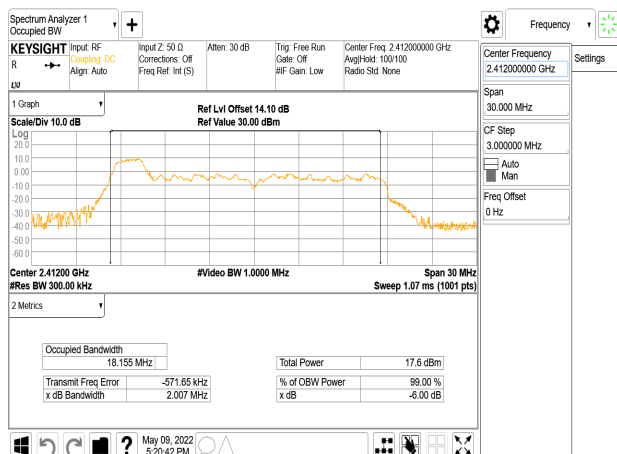 Spectrum Analyzer 1
Occupied BW
Frequency
KEYSIGHT
R
LXI
Input: RF
Coupling: DC
Align: Auto
Input Z: 50 Ω
Corrections: Off
Freq Ref: Int (S)
Atten: 30 dB
Trig: Free Run
Gate: Off
#IF Gain: Low
Center Freq: 2.412000000 GHz
Avg|Hold: 100/100
Radio Std: None
Center Frequency
2.412000000 GHz
Settings
Span
30.000 MHz
CF Step
3.000000 MHz
Auto
Man
Freq Offset
0 Hz
1 Graph
Scale/Div 10.0 dB
Ref Lvl Offset 14.10 dB
Ref Value 30.00 dBm
Log
20.0
10.0
0.00
-10.0
-20.0
-30.0
-40.0
-50.0
-60.0
Center 2.41200 GHz
#Res BW 300.00 kHz
#Video BW 1.0000 MHz
Span 30 MHz
Sweep 1.07 ms (1001 pts)
2 Metrics
Occupied Bandwidth
18.155 MHz
Total Power 17.6 dBm
Transmit Freq Error -571.65 kHz
x dB Bandwidth 2.007 MHz
% of OBW Power 99.00 %
x dB -6.00 dB
?
May 09, 2022
5:20:42 PM